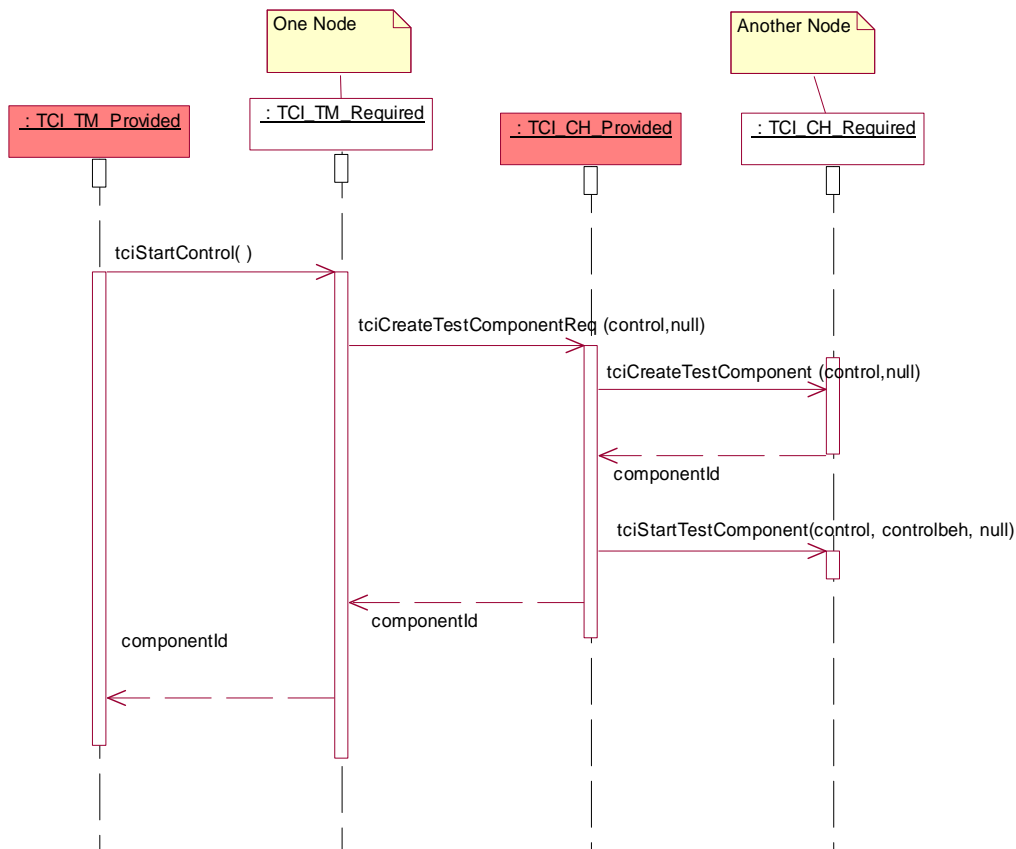 One Node
Another Node
: TCI_TM_Provided
: TCI_TM_Required
: TCI_CH_Provided
: TCI_CH_Required
tciStartControl( )
tciCreateTestComponentReq (control,null)
tciCreateTestComponent (control,null)
componentId
tciStartTestComponent(control, controlbeh, null)
componentId
componentId